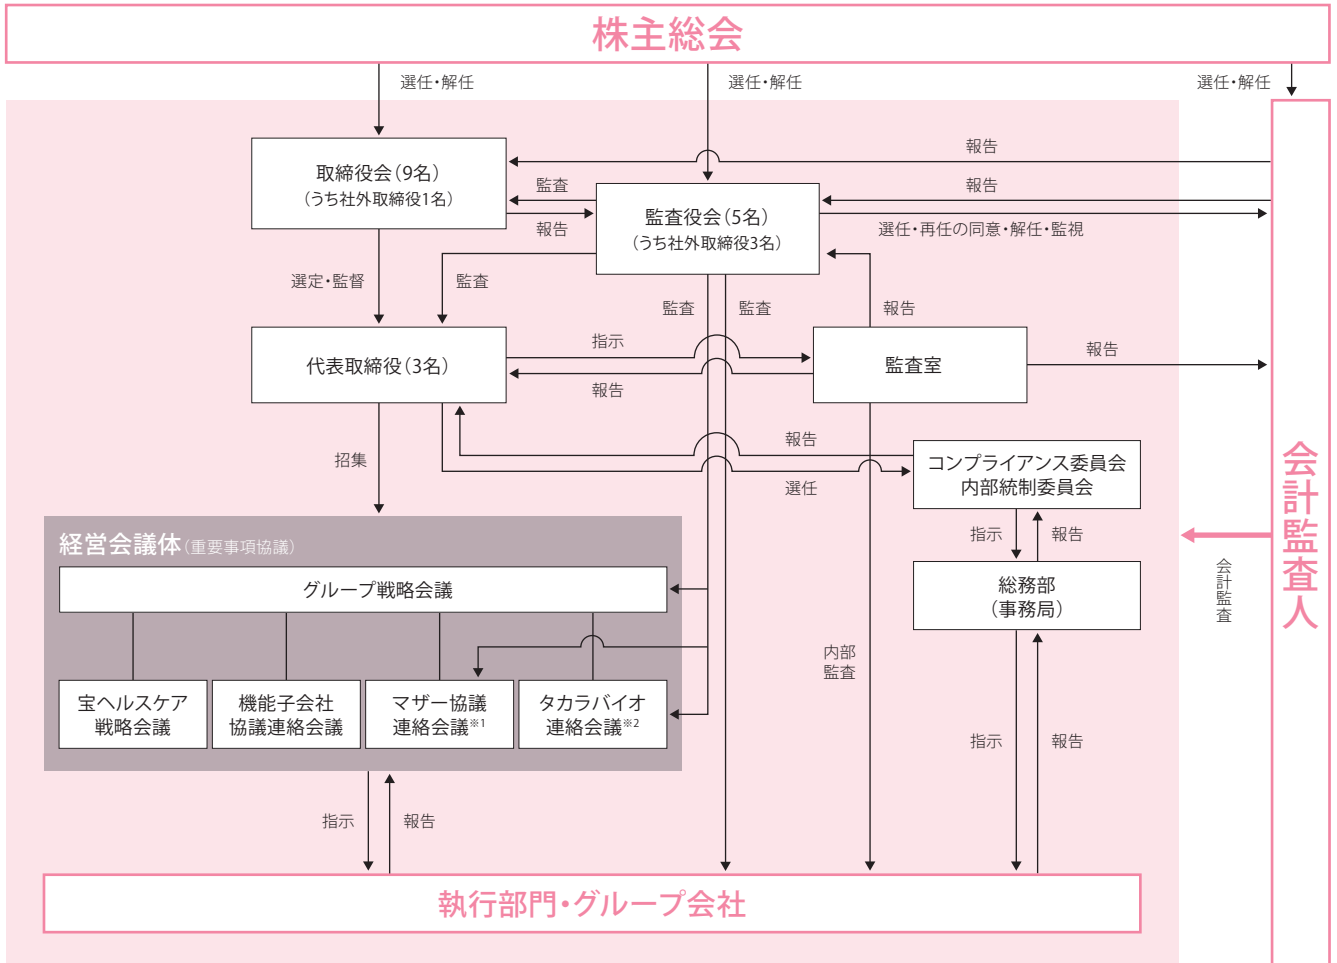 株主総会
選任・解任
選任・解任
選任・解任
取締役会（9名）
（うち社外取締役1名）
報告
監査
報告
監査役会（5名）
（うち社外取締役3名）
報告
選任・再任の同意・解任・監視
選定・監督
監査
監査
監査
報告
代表取締役（3名）
指示
報告
監査室
報告
招集
報告
選任
コンプライアンス委員会
内部統制委員会
指示
報告
総務部
（事務局）
会計監査人
会計監査
経営会議体（重要事項協議）
グループ戦略会議
宝ヘルスケア
戦略会議
機能子会社
協議連絡会議
マザー協議
連絡会議※1
タカラバイオ
連絡会議※2
内部
監査
指示
報告
指示
報告
執行部門・グループ会社